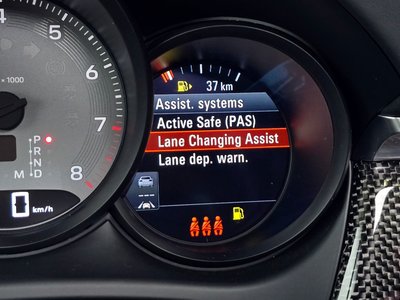 5
6
7
8
× 1000
P
R
N
M D
0 km/h
37 km
Assist. systems
Active Safe (PAS)
Lane Changing Assist
Lane dep. warn.